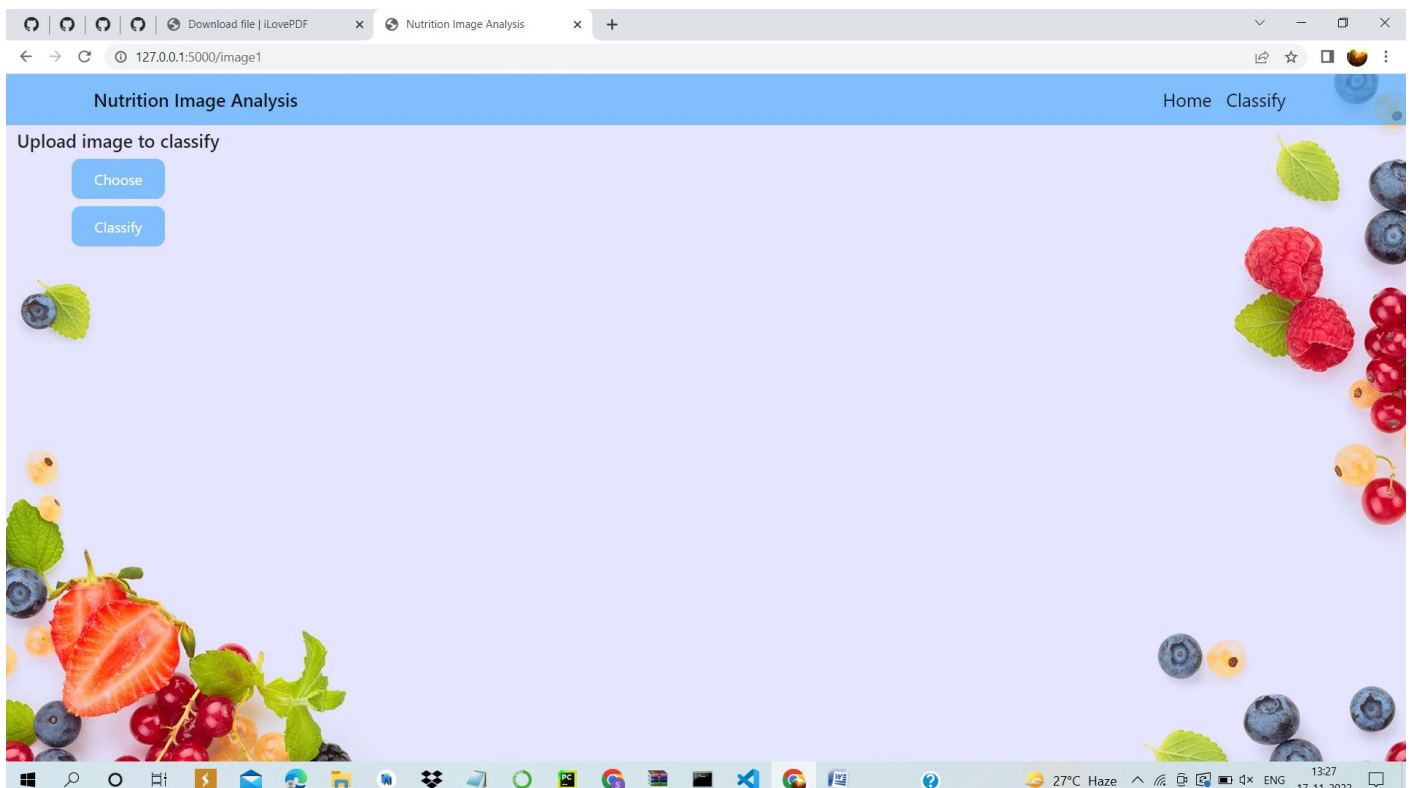 Download file | iLovePDF
Nutrition Image Analysis
127.0.0.1:5000/image1
Nutrition Image Analysis
Home Classify
Upload image to classify
Choose
Classify
27°C Haze
ENG
13:27